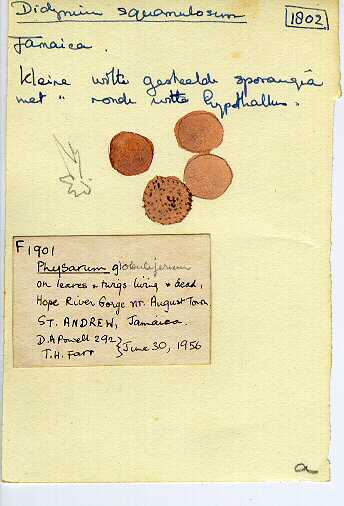 Didymium squamulosum
1802
Jamaica.
kleine witte gesteelde sporangia
met " ronde witte hypothallus.
F1901
Physarum globuliferum
on leaves + twigs living + dead,
Hope River Gorge nr. August Town
ST. ANDREW, Jamaica.
D.A Powell 292
T.H. Farr } June 30, 1956
a